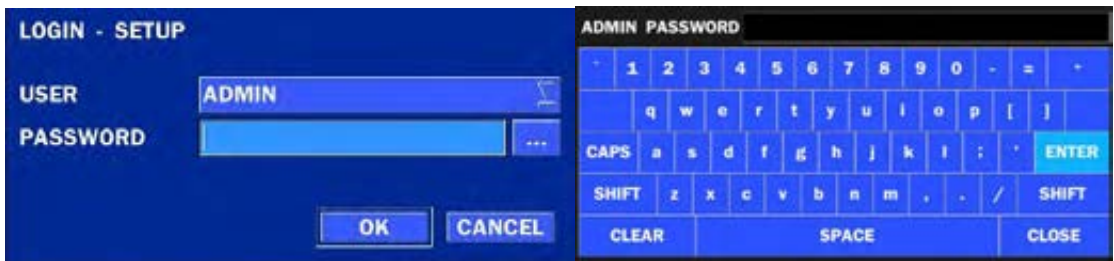 LOGIN - SETUP
USER ADMIN
PASSWORD ...
OK CANCEL
ADMIN PASSWORD
1 2 3 4 5 6 7 8 9 0 - =
q w e r t y u i o p [ ]
CAPS a s d f g h j k l ; ' ENTER
SHIFT z x c v b n m , . / SHIFT
CLEAR SPACE CLOSE